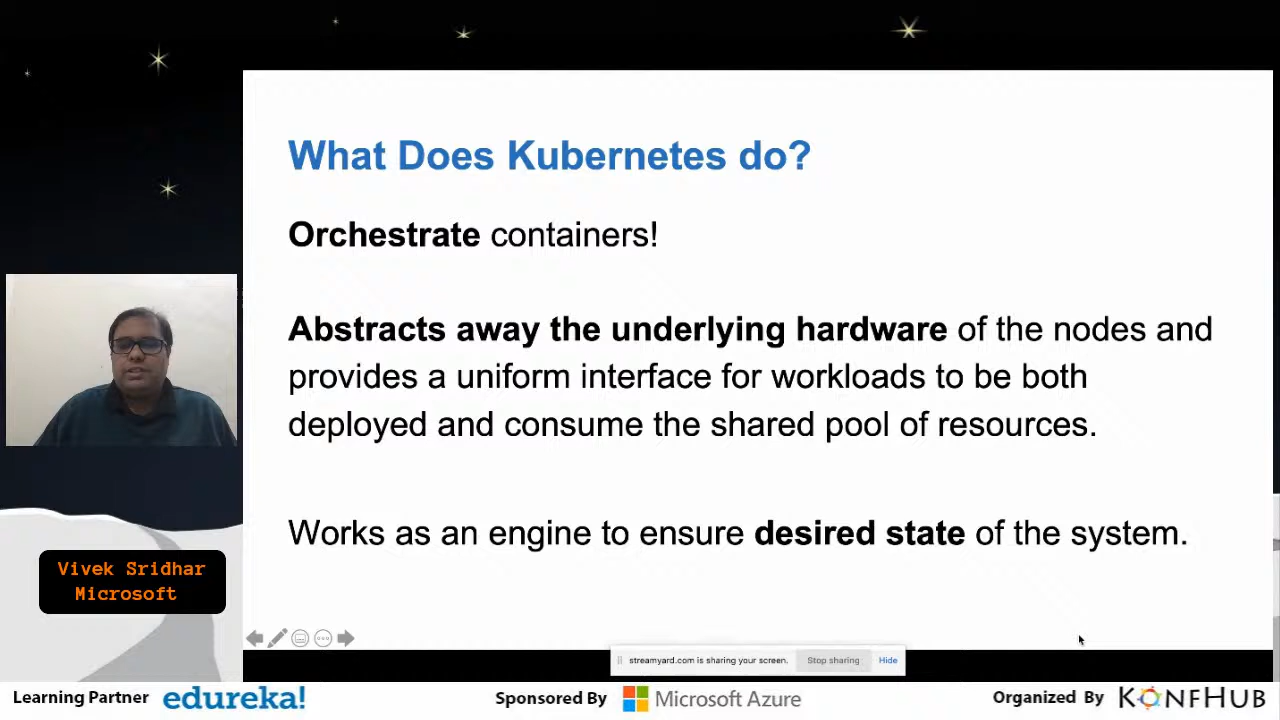 What Does Kubernetes do?
Orchestrate containers!
Abstracts away the underlying hardware of the nodes and
provides a uniform interface for workloads to be both
deployed and consume the shared pool of resources.
Works as an engine to ensure desired state of the system.
Vivek Sridhar
Microsoft
streamyard.com is sharing your screen.
Stop sharing
Hide
Learning Partner
edureka!
Sponsored By
Microsoft Azure
Organized By
KONFHUB